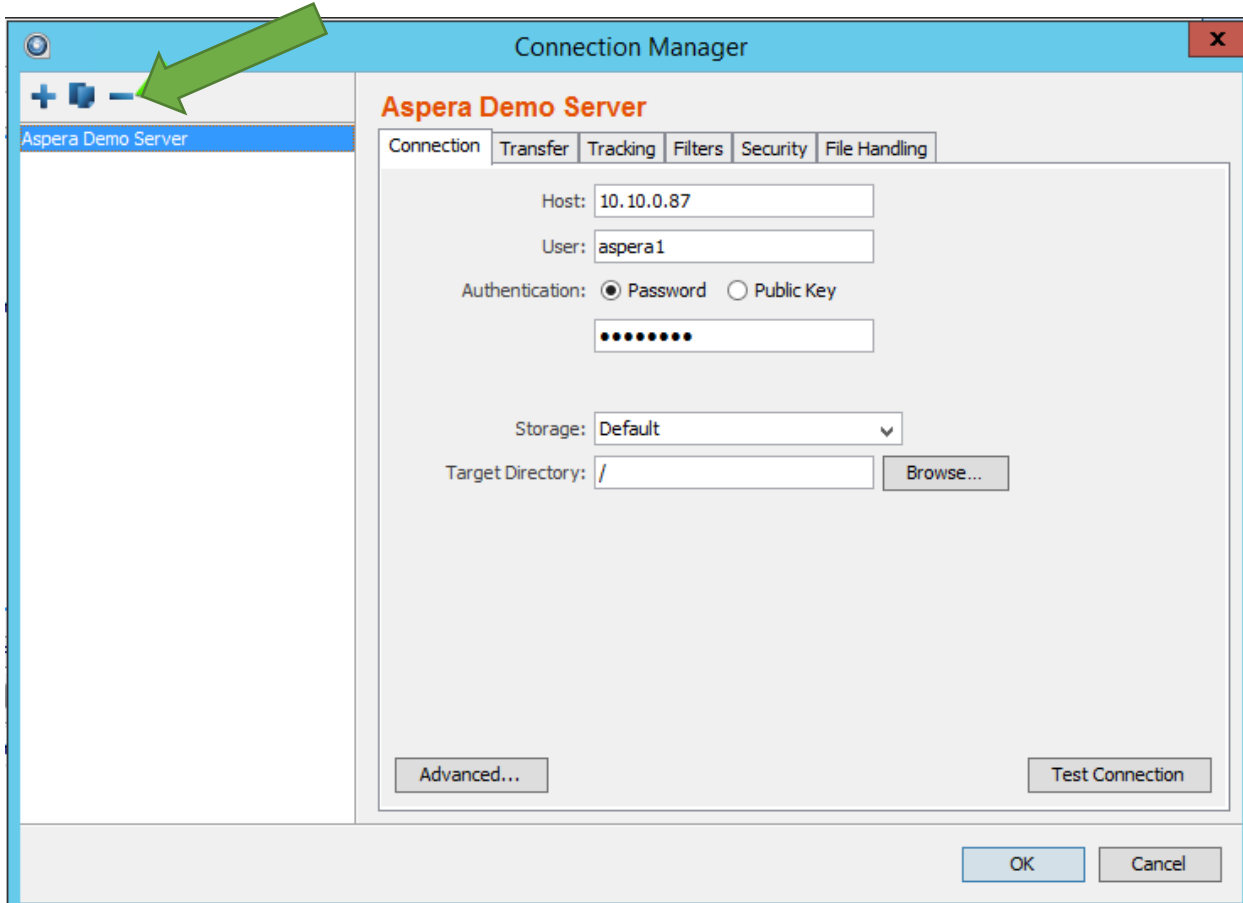 Connection Manager
x
Aspera Demo Server
Aspera Demo Server
Connection Transfer Tracking Filters Security File Handling
Host: 10.10.0.87
User: aspera1
Authentication: Password Public Key
••••••••
Storage: Default
Target Directory: / Browse...
Advanced... Test Connection
OK Cancel